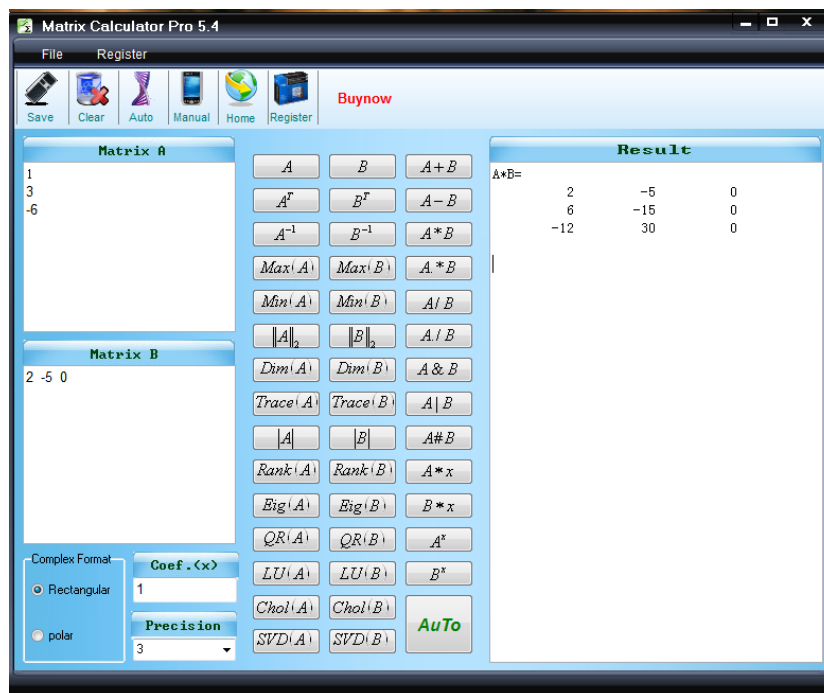 Matrix Calculator Pro 5.4
File Register
Save Clear Auto Manual Home Register Buynow
Matrix A
1
3
-6
Matrix B
2 -5 0
Complex Format
Rectangular
polar
Coef.(x)
1
Precision
3
A B A+B
A^T B^T A-B
A^-1 B^-1 A*B
Max(A) Max(B) A.*B
Min(A) Min(B) A/B
‖A‖₂ ‖B‖₂ A./B
Dim(A) Dim(B) A&B
Trace(A) Trace(B) A|B
|A| |B| A#B
Rank(A) Rank(B) A*x
Eig(A) Eig(B) B*x
QR(A) QR(B) A^x
LU(A) LU(B) B^x
Chol(A) Chol(B) AuTo
SVD(A) SVD(B)
Result
A*B=
2 -5 0
6 -15 0
-12 30 0